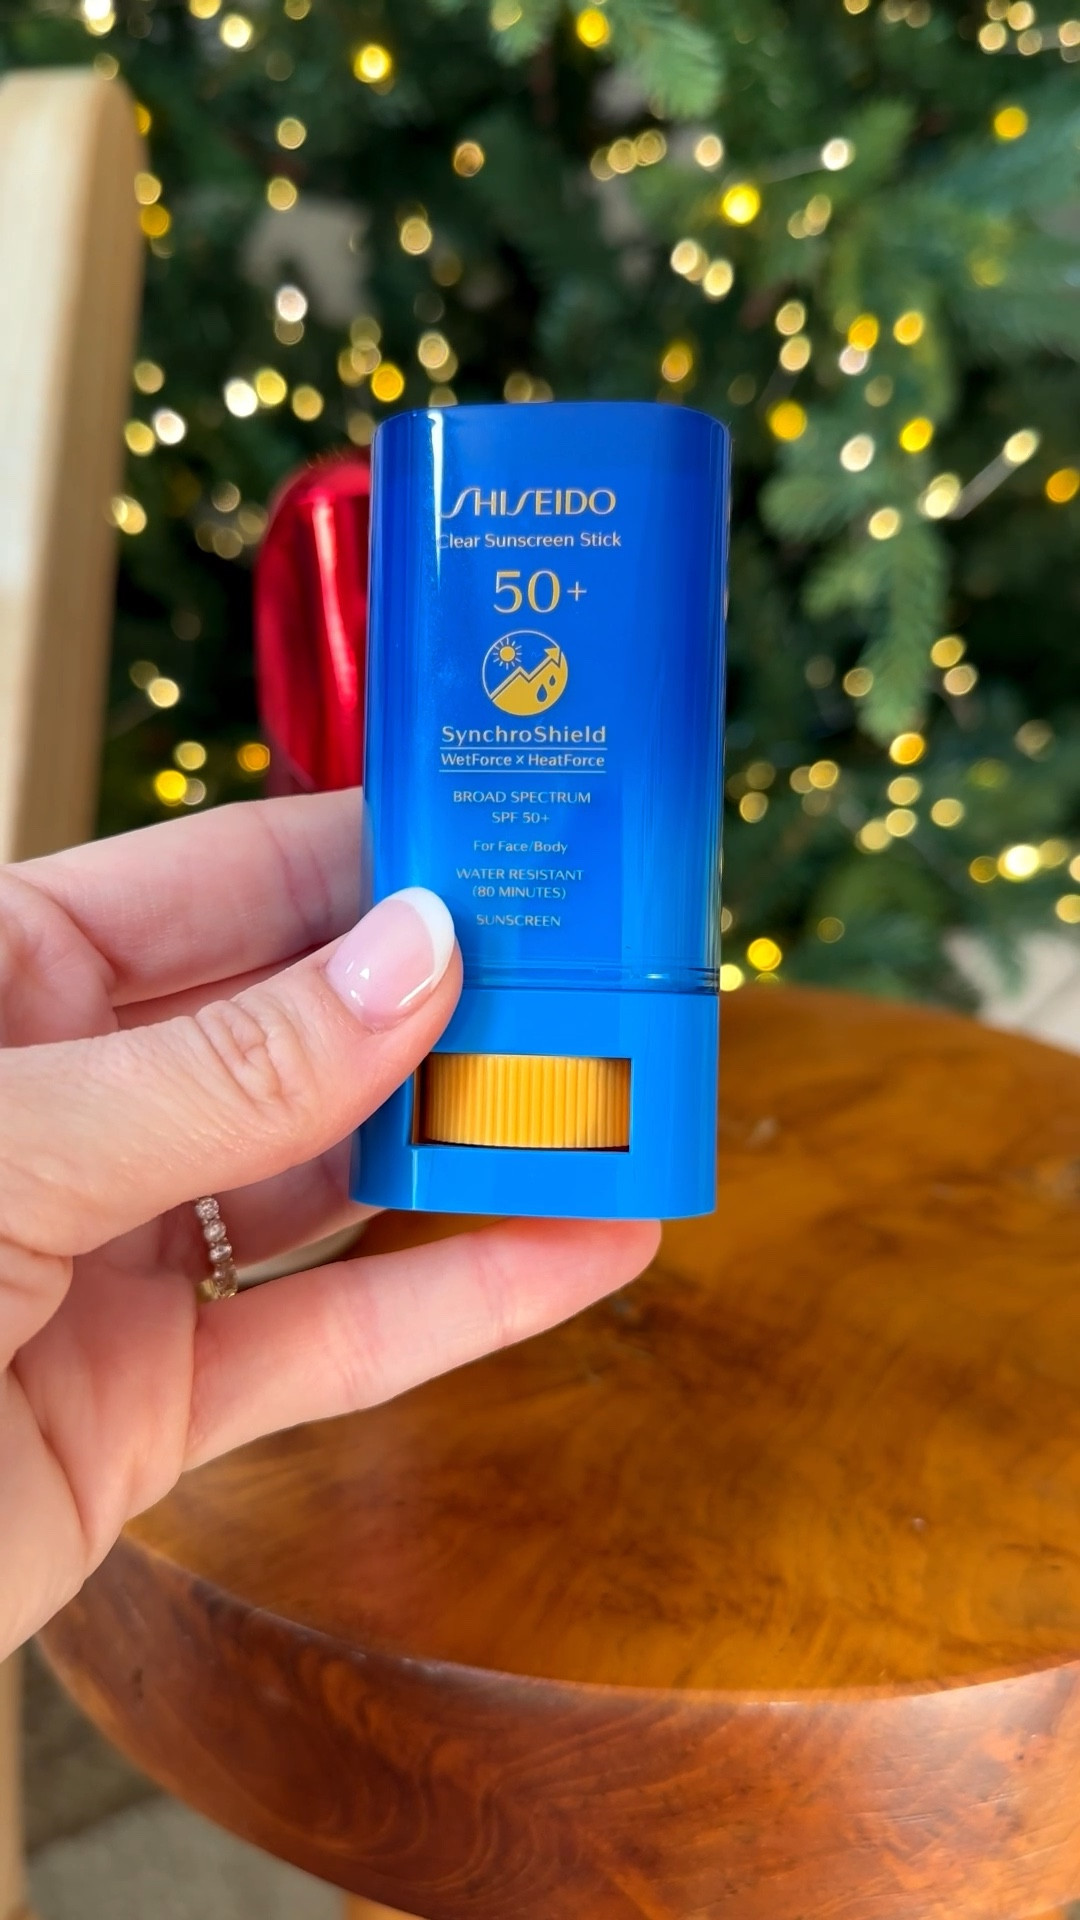 SHISEIDO
Clear Sunscreen Stick
50+
SynchroShield
WetForce × HeatForce
BROAD SPECTRUM
SPF 50+
For Face/Body
WATER RESISTANT
(80 MINUTES)
SUNSCREEN